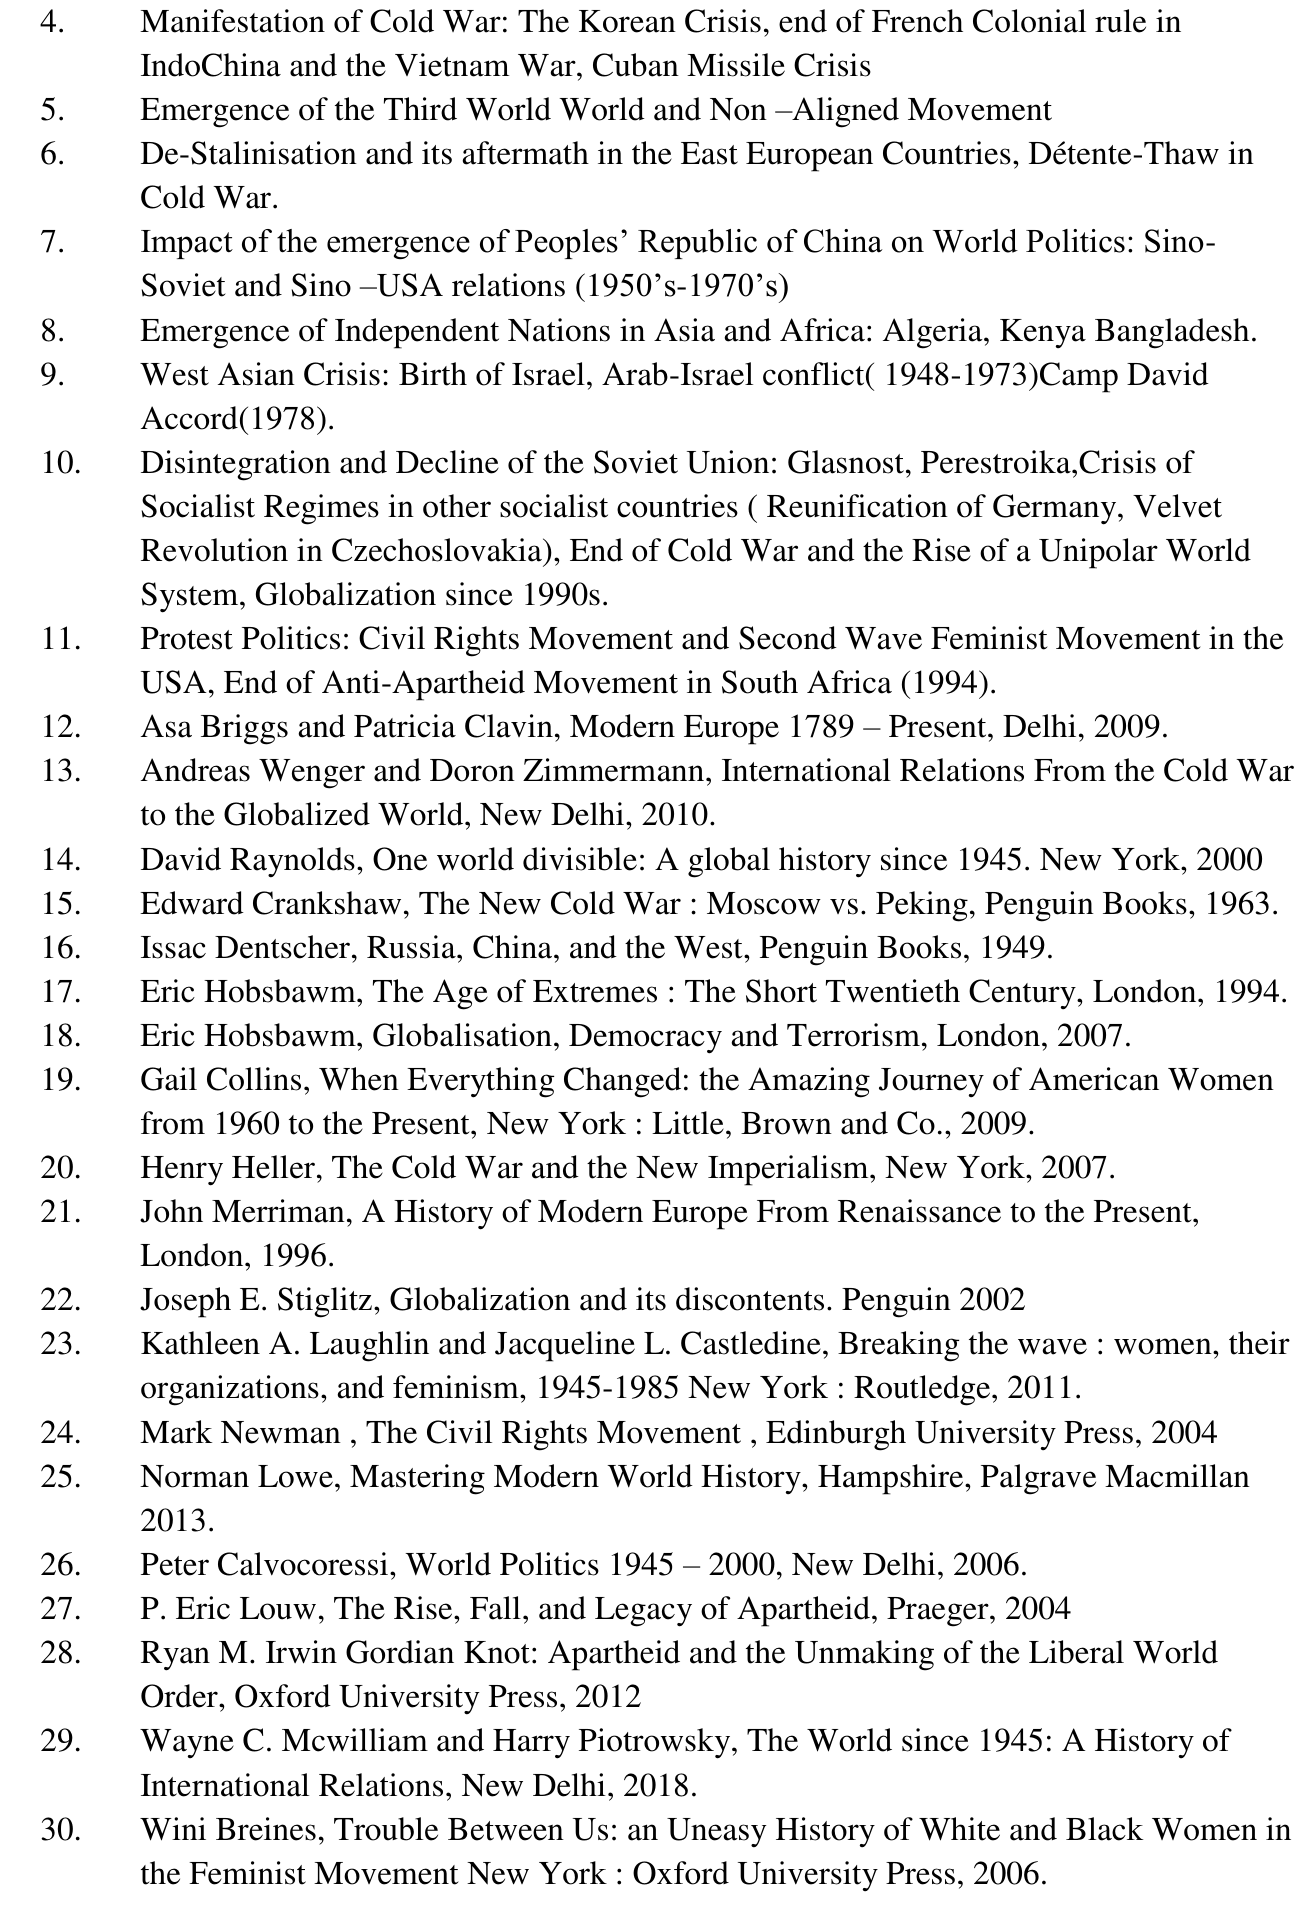 4. Manifestation of Cold War: The Korean Crisis, end of French Colonial rule in
IndoChina and the Vietnam War, Cuban Missile Crisis
5. Emergence of the Third World World and Non –Aligned Movement
6. De-Stalinisation and its aftermath in the East European Countries, Détente-Thaw in
Cold War.
7. Impact of the emergence of Peoples’ Republic of China on World Politics: Sino-
Soviet and Sino –USA relations (1950’s-1970’s)
8. Emergence of Independent Nations in Asia and Africa: Algeria, Kenya Bangladesh.
9. West Asian Crisis: Birth of Israel, Arab-Israel conflict( 1948-1973)Camp David
Accord(1978).
10. Disintegration and Decline of the Soviet Union: Glasnost, Perestroika,Crisis of
Socialist Regimes in other socialist countries ( Reunification of Germany, Velvet
Revolution in Czechoslovakia), End of Cold War and the Rise of a Unipolar World
System, Globalization since 1990s.
11. Protest Politics: Civil Rights Movement and Second Wave Feminist Movement in the
USA, End of Anti-Apartheid Movement in South Africa (1994).
12. Asa Briggs and Patricia Clavin, Modern Europe 1789 – Present, Delhi, 2009.
13. Andreas Wenger and Doron Zimmermann, International Relations From the Cold War
to the Globalized World, New Delhi, 2010.
14. David Raynolds, One world divisible: A global history since 1945. New York, 2000
15. Edward Crankshaw, The New Cold War : Moscow vs. Peking, Penguin Books, 1963.
16. Issac Dentscher, Russia, China, and the West, Penguin Books, 1949.
17. Eric Hobsbawm, The Age of Extremes : The Short Twentieth Century, London, 1994.
18. Eric Hobsbawm, Globalisation, Democracy and Terrorism, London, 2007.
19. Gail Collins, When Everything Changed: the Amazing Journey of American Women
from 1960 to the Present, New York : Little, Brown and Co., 2009.
20. Henry Heller, The Cold War and the New Imperialism, New York, 2007.
21. John Merriman, A History of Modern Europe From Renaissance to the Present,
London, 1996.
22. Joseph E. Stiglitz, Globalization and its discontents. Penguin 2002
23. Kathleen A. Laughlin and Jacqueline L. Castledine, Breaking the wave : women, their
organizations, and feminism, 1945-1985 New York : Routledge, 2011.
24. Mark Newman , The Civil Rights Movement , Edinburgh University Press, 2004
25. Norman Lowe, Mastering Modern World History, Hampshire, Palgrave Macmillan
2013.
26. Peter Calvocoressi, World Politics 1945 – 2000, New Delhi, 2006.
27. P. Eric Louw, The Rise, Fall, and Legacy of Apartheid, Praeger, 2004
28. Ryan M. Irwin Gordian Knot: Apartheid and the Unmaking of the Liberal World
Order, Oxford University Press, 2012
29. Wayne C. Mcwilliam and Harry Piotrowsky, The World since 1945: A History of
International Relations, New Delhi, 2018.
30. Wini Breines, Trouble Between Us: an Uneasy History of White and Black Women in
the Feminist Movement New York : Oxford University Press, 2006.